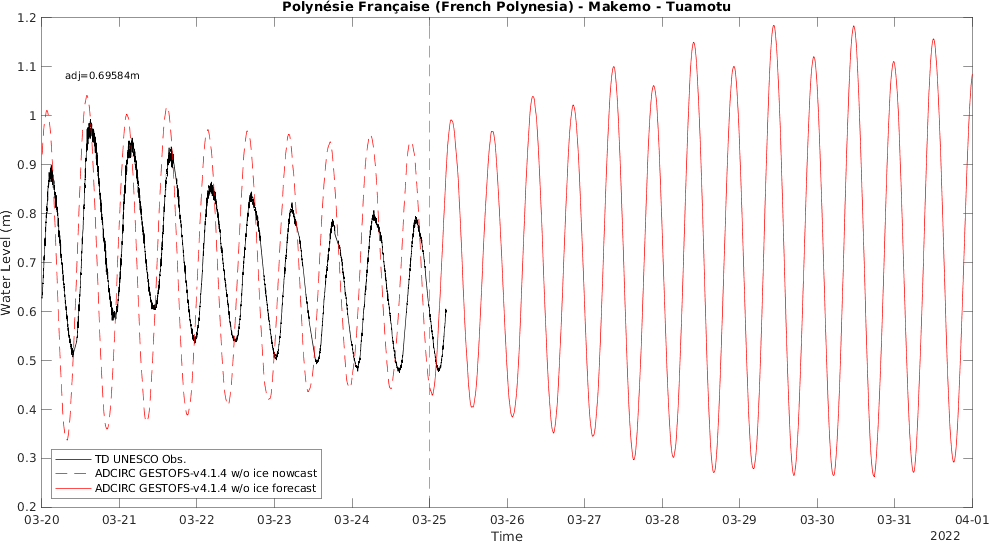 Polynésie Française (French Polynesia) - Makemo - Tuamotu
adj=0.69584m
Water Level (m)
1.2
1.1
1
0.9
0.8
0.7
0.6
0.5
0.4
0.3
0.2
TD UNESCO Obs.
ADCIRC GESTOFS-v4.1.4 w/o ice nowcast
ADCIRC GESTOFS-v4.1.4 w/o ice forecast
03-20 03-21 03-22 03-23 03-24 03-25 03-26 03-27 03-28 03-29 03-30 03-31 04-01
Time
2022